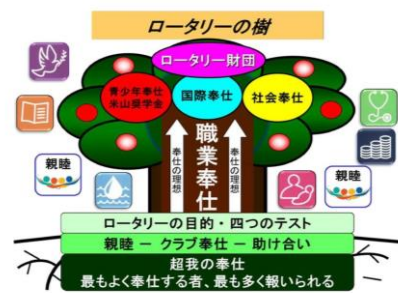 ロータリーの樹
ロータリー財団
青少年奉仕
米山奨学金
国際奉仕
社会奉仕
奉仕の理想
職業奉仕
奉仕の理想
親睦
親睦
ロータリーの目的・四つのテスト
親睦 − クラブ奉仕 − 助け合い
超我の奉仕
最もよく奉仕する者、最も多く報いられる